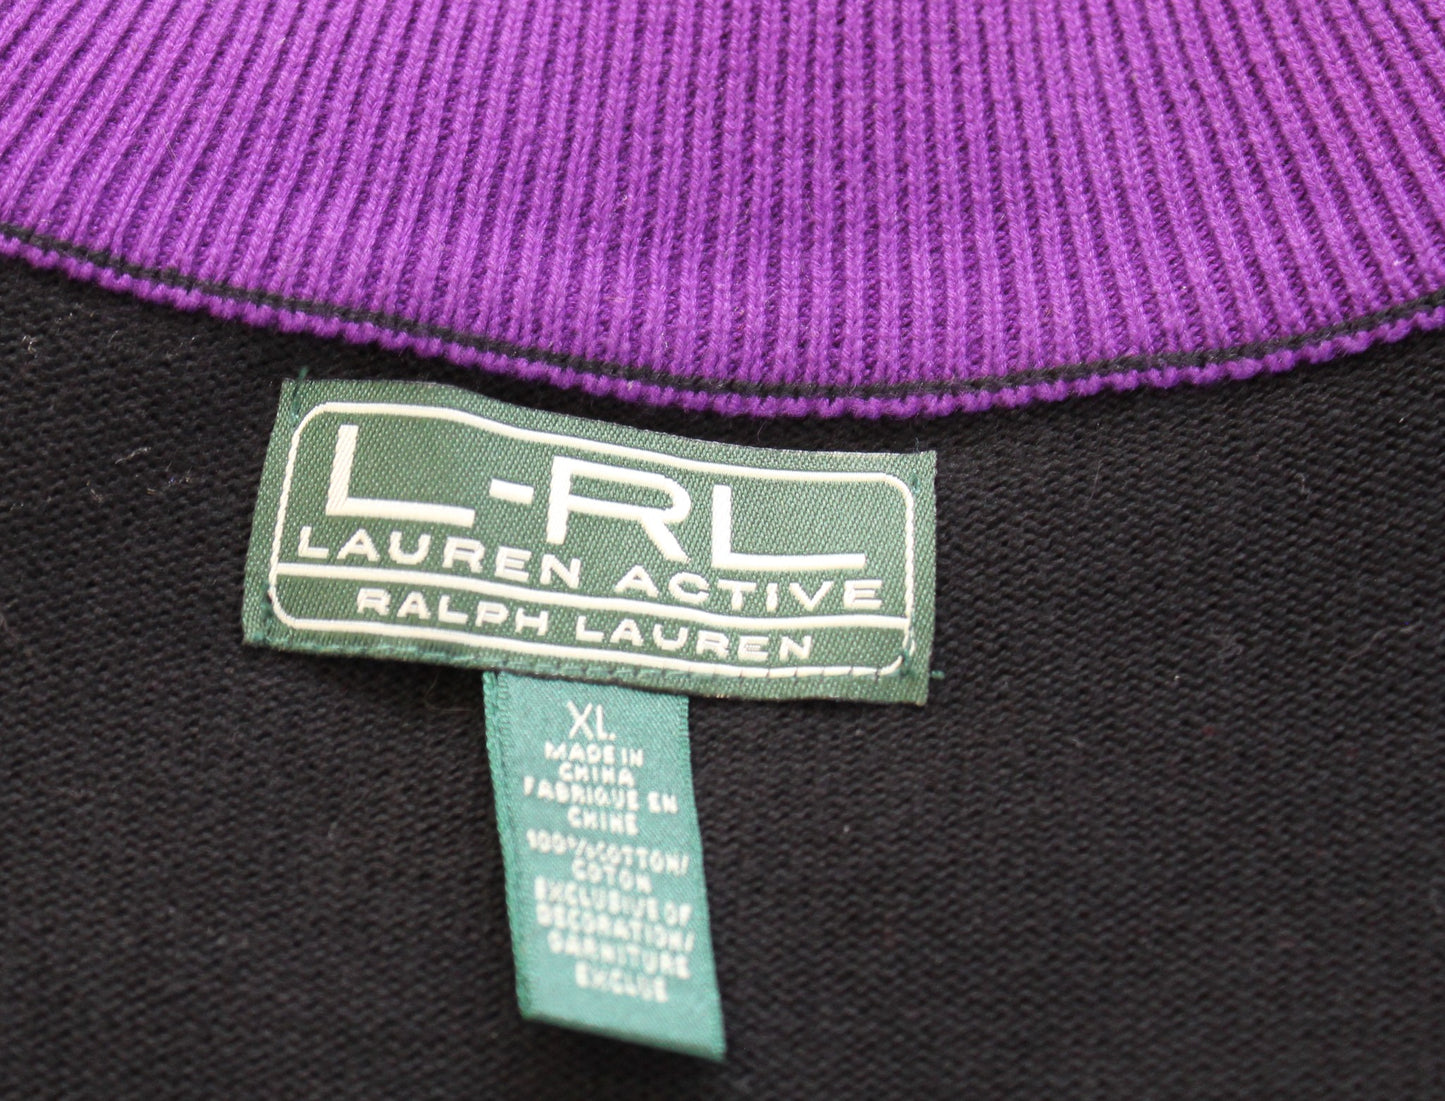 L-RL
LAUREN ACTIVE
RALPH LAUREN
XL
MADE IN
CHINA
FABRIQUE EN
CHINE
100% COTTON/
COTON
EXCLUSIVE OF
DECORATION/
GARNITURE
EXCLUE